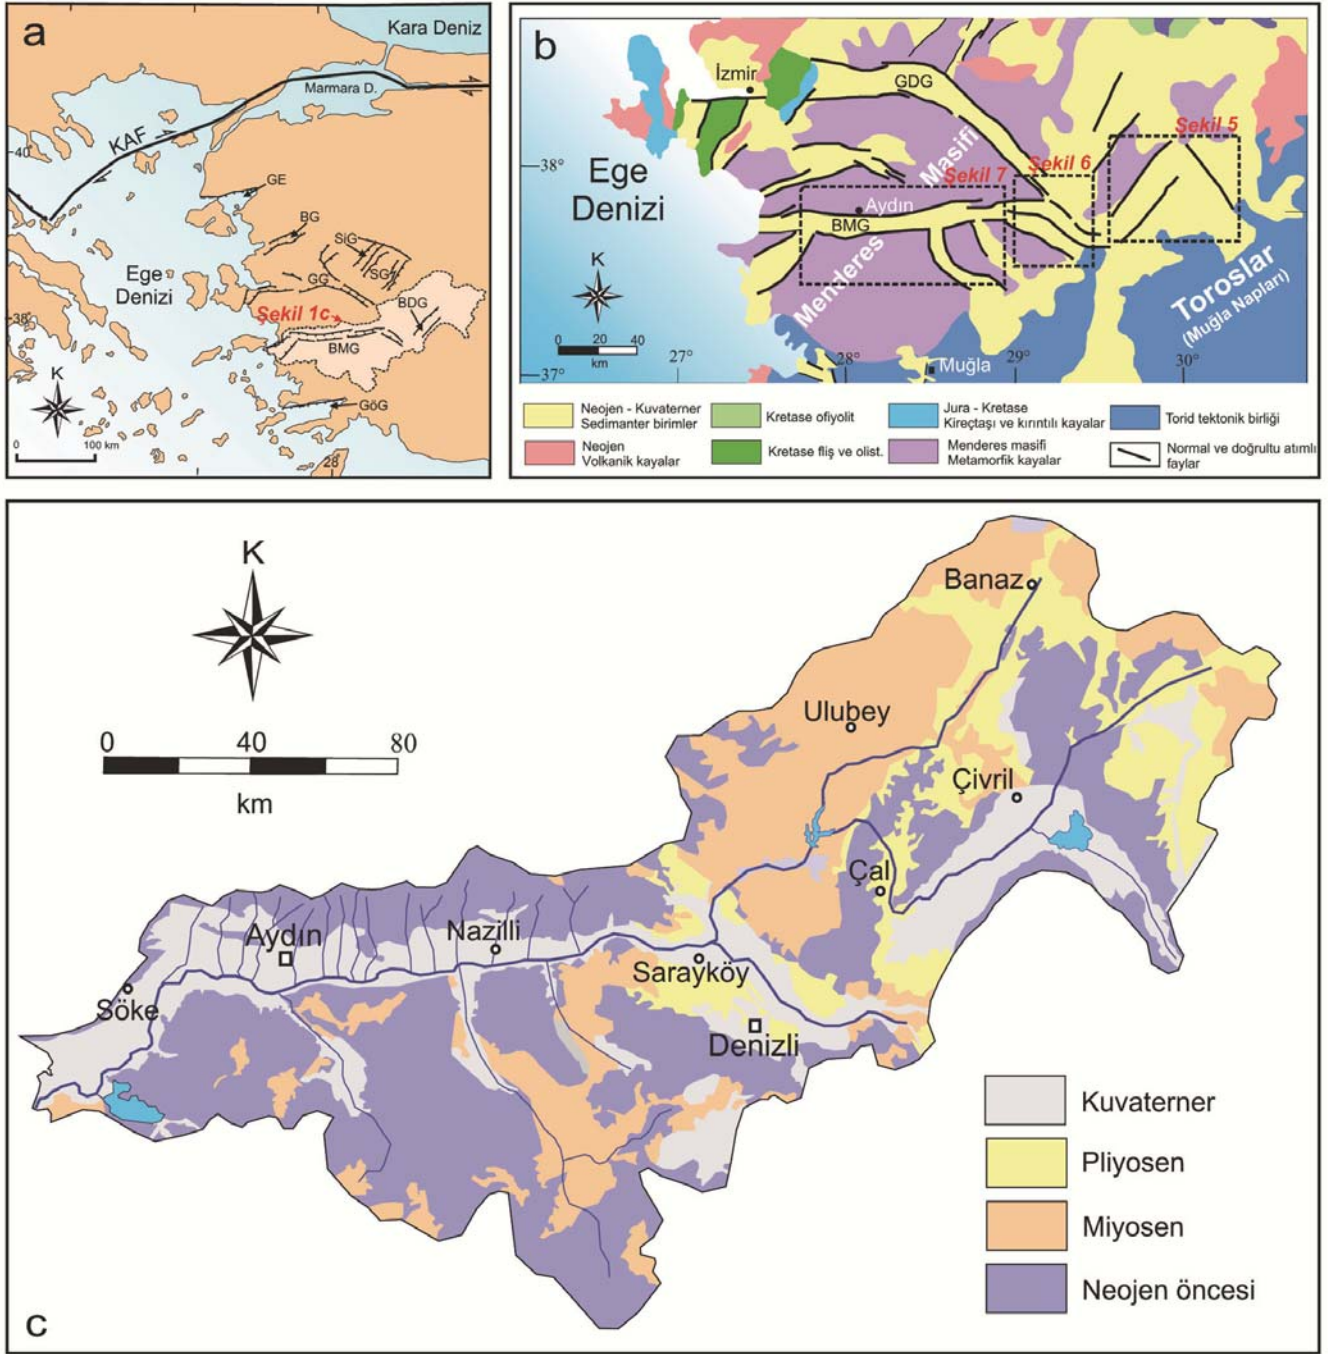 a
Kara Deniz
Marmara D.
KAF
40°
GE
BG
SiG
GG
SG
Ege
Denizi
BDG
Şekil 1c
38°
BMG
K
GöG
0
100 km
28°
b
İzmir
GDG
Şekil 5
38°
Masifi
Şekil 6
Ege
Denizi
Şekil 7
Aydın
BMG
K
Menderes
Toroslar
(Muğla Napları)
0 20 40
km
27°
28°
29°
30°
37°
Muğla
Neojen - Kuvaterner
Sedimanter birimler
Kretase ofiyolit
Jura - Kretase
Kireçtaşı ve kırıntılı kayalar
Torid tektonik birliği
Neojen
Volkanik kayalar
Kretase fliş ve olist.
Menderes masifi
Metamorfik kayalar
Normal ve doğrultu atımlı
faylar
K
Banaz
0 40 80
km
Ulubey
Çivril
Çal
Aydın
Nazilli
Sarayköy
Söke
Denizli
Kuvaterner
Pliyosen
Miyosen
Neojen öncesi
c